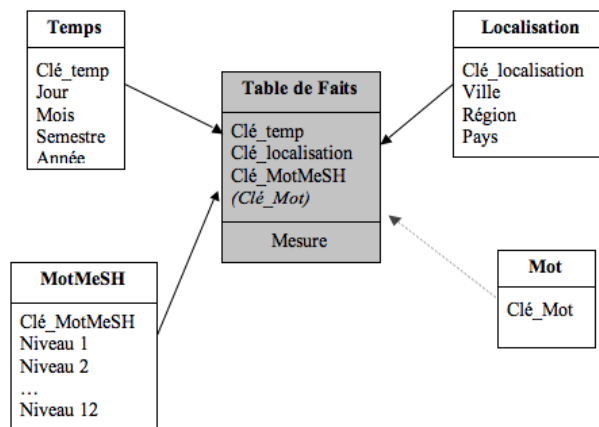 Temps
Clé_temp
Jour
Mois
Semestre
Année
Table de Faits
Clé_temp
Clé_localisation
Clé_MotMeSH
(Clé_Mot)
Mesure
Localisation
Clé_localisation
Ville
Région
Pays
MotMeSH
Clé_MotMeSH
Niveau 1
Niveau 2
…
Niveau 12
Mot
Clé_Mot